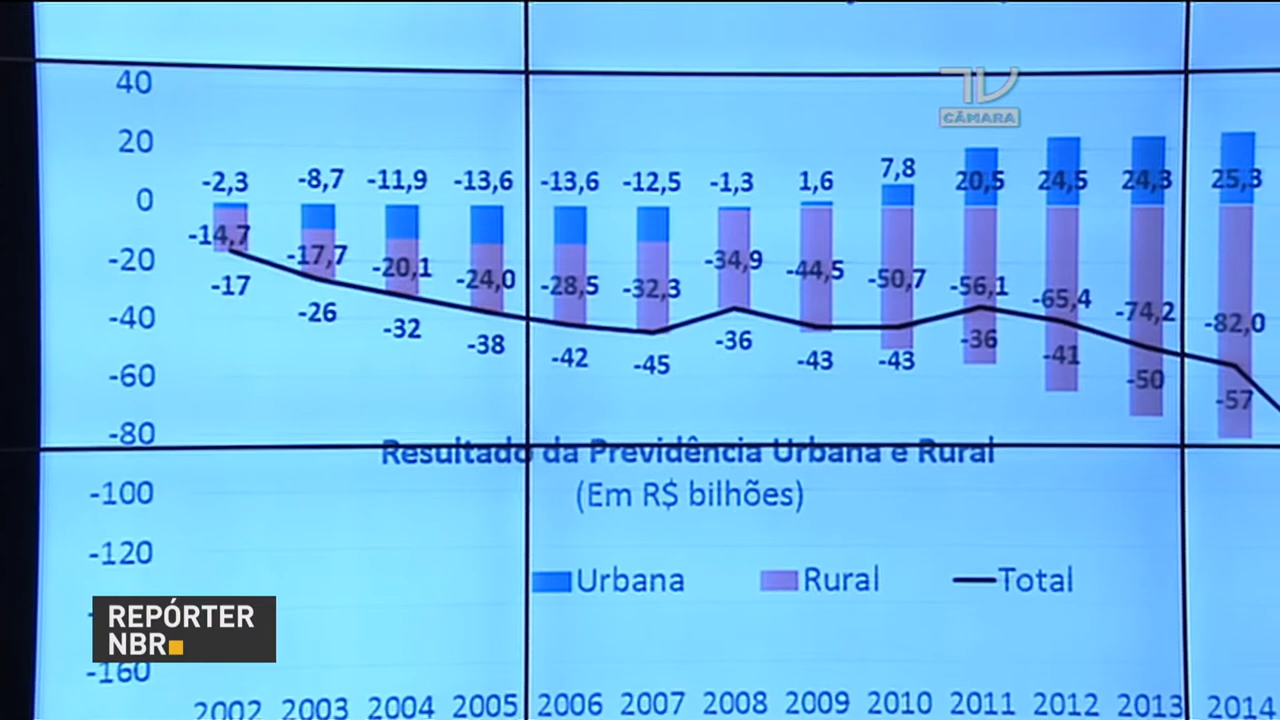 TV
CÂMARA
40
20
0
-20
-40
-60
-80
-100
-120
-160
-2,3 -8,7 -11,9 -13,6 -13,6 -12,5 -1,3 1,6 7,8 20,5 24,5 24,3 25,3
-14,7 -17,7 -20,1 -24,0 -28,5 -32,3 -34,9 -44,5 -50,7 -56,1 -65,4 -74,2 -82,0
-17 -26 -32 -38 -42 -45 -36 -43 -43 -36 -41 -50 -57
Resultado da Previdência Urbana e Rural
(Em R$ bilhões)
Urbana Rural Total
REPÓRTER
NBR
2002 2003 2004 2005 2006 2007 2008 2009 2010 2011 2012 2013 2014